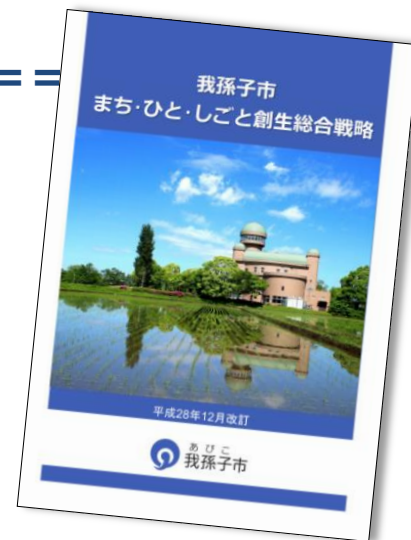 我孫子市
まち・ひと・しごと創生総合戦略
平成28年12月改訂
あびこ
我孫子市